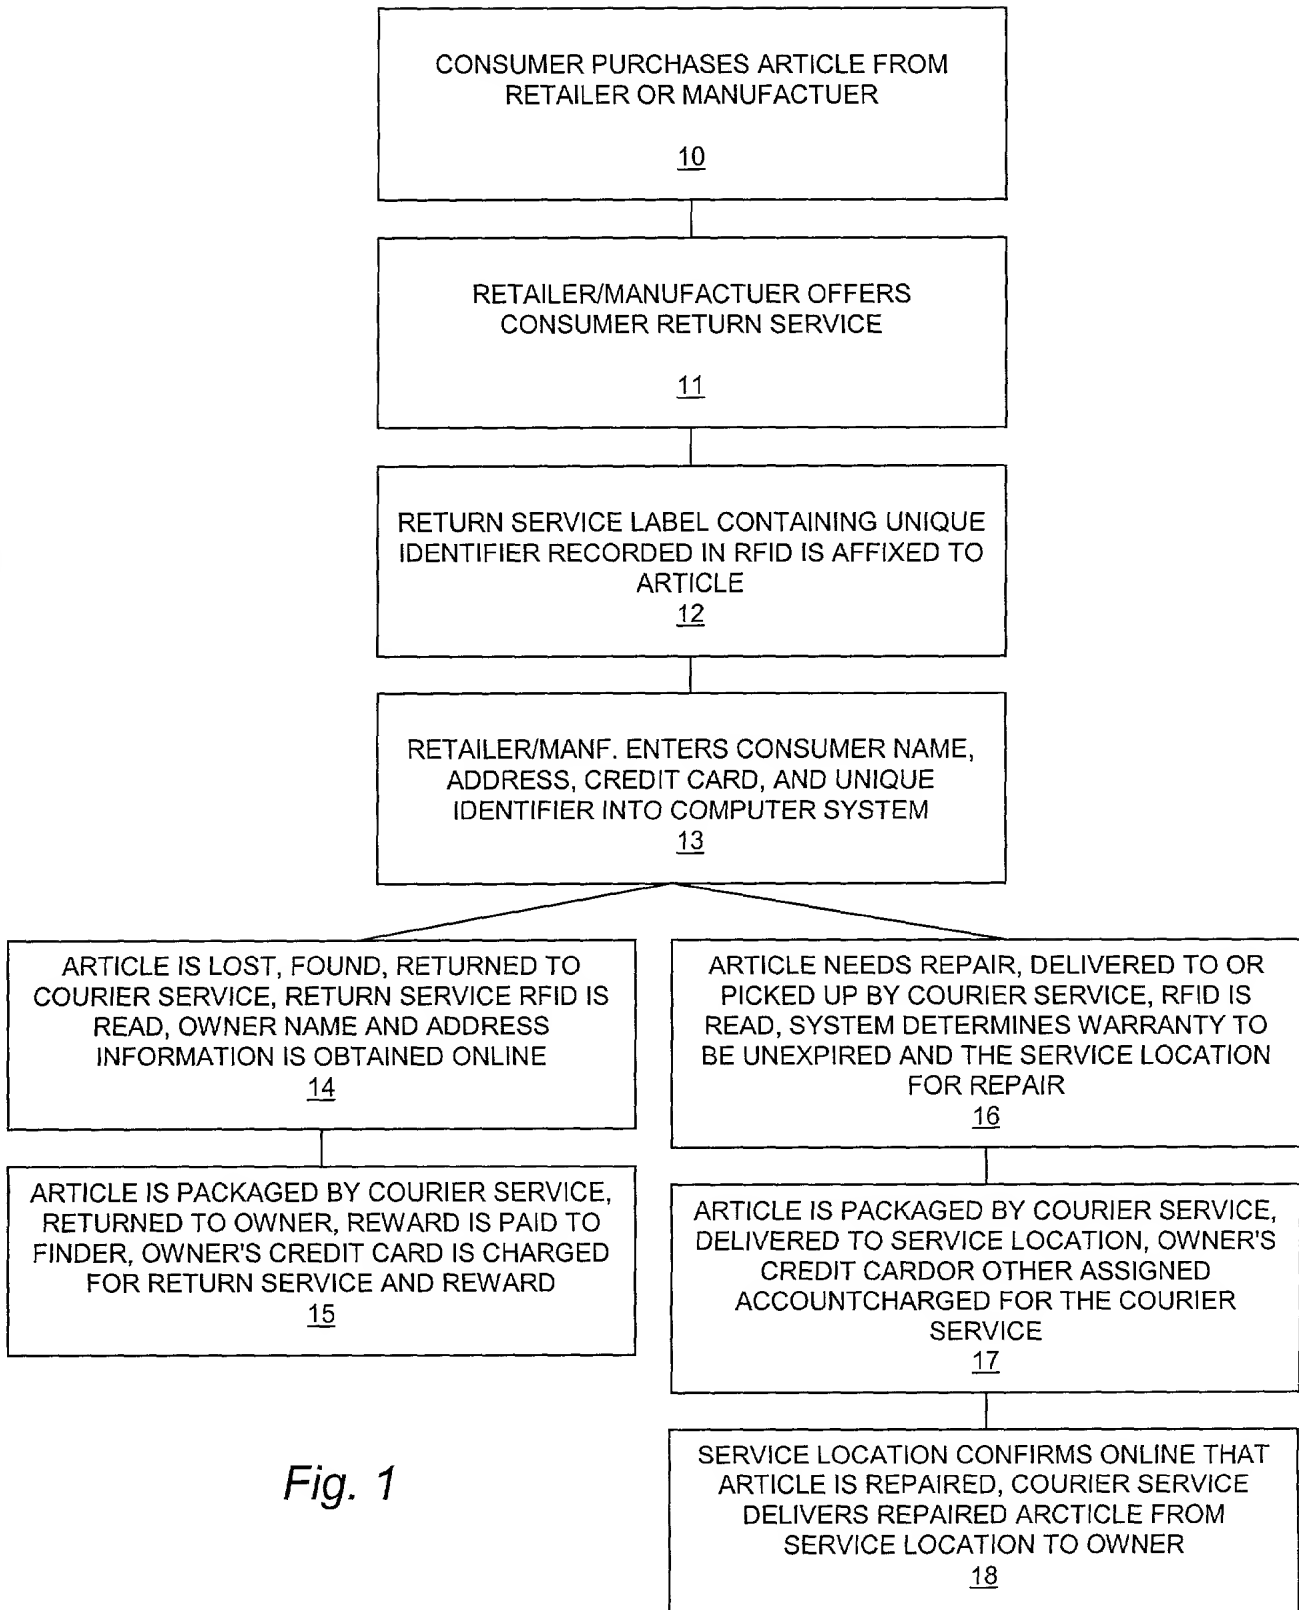 CONSUMER PURCHASES ARTICLE FROM
RETAILER OR MANUFACTUER
10
RETAILER/MANUFACTUER OFFERS
CONSUMER RETURN SERVICE
11
RETURN SERVICE LABEL CONTAINING UNIQUE
IDENTIFIER RECORDED IN RFID IS AFFIXED TO
ARTICLE
12
RETAILER/MANF. ENTERS CONSUMER NAME,
ADDRESS, CREDIT CARD, AND UNIQUE
IDENTIFIER INTO COMPUTER SYSTEM
13
ARTICLE IS LOST, FOUND, RETURNED TO
COURIER SERVICE, RETURN SERVICE RFID IS
READ, OWNER NAME AND ADDRESS
INFORMATION IS OBTAINED ONLINE
14
ARTICLE IS PACKAGED BY COURIER SERVICE,
RETURNED TO OWNER, REWARD IS PAID TO
FINDER, OWNER'S CREDIT CARD IS CHARGED
FOR RETURN SERVICE AND REWARD
15
ARTICLE NEEDS REPAIR, DELIVERED TO OR
PICKED UP BY COURIER SERVICE, RFID IS
READ, SYSTEM DETERMINES WARRANTY TO
BE UNEXPIRED AND THE SERVICE LOCATION
FOR REPAIR
16
ARTICLE IS PACKAGED BY COURIER SERVICE,
DELIVERED TO SERVICE LOCATION, OWNER'S
CREDIT CARDOR OTHER ASSIGNED
ACCOUNTCHARGED FOR THE COURIER
SERVICE
17
SERVICE LOCATION CONFIRMS ONLINE THAT
ARTICLE IS REPAIRED, COURIER SERVICE
DELIVERS REPAIRED ARCTICLE FROM
SERVICE LOCATION TO OWNER
18
Fig. 1